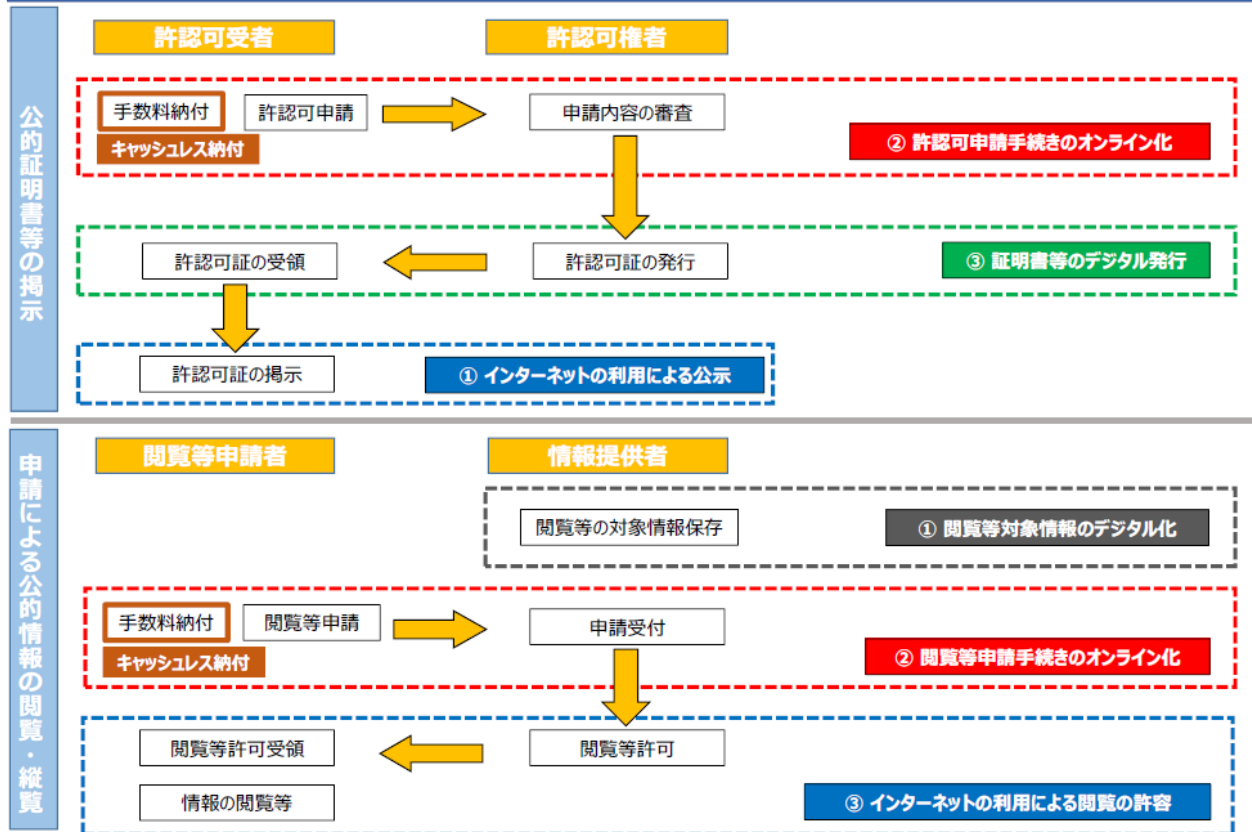 公的証明書等の掲示
許認可受者
許認可権者
手数料納付
許認可申請
申請内容の審査
キャッシュレス納付
② 許認可申請手続きのオンライン化
許認可証の受領
許認可証の発行
③ 証明書等のデジタル発行
許認可証の掲示
① インターネットの利用による公示
申請による公的情報の閲覧・縦覧
閲覧等申請者
情報提供者
閲覧等の対象情報保存
① 閲覧等対象情報のデジタル化
手数料納付
閲覧等申請
申請受付
キャッシュレス納付
② 閲覧等申請手続きのオンライン化
閲覧等許可受領
閲覧等許可
情報の閲覧等
③ インターネットの利用による閲覧の許容